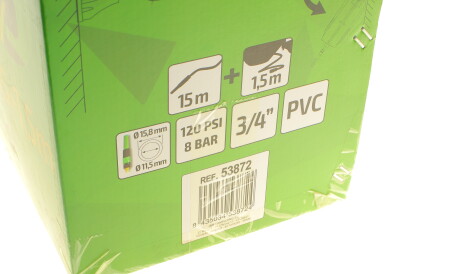 15m + 1,5m
Ø 15,8 mm
Ø 11,5 mm
120 PSI
8 BAR
3/4"
PVC
REF. 53872